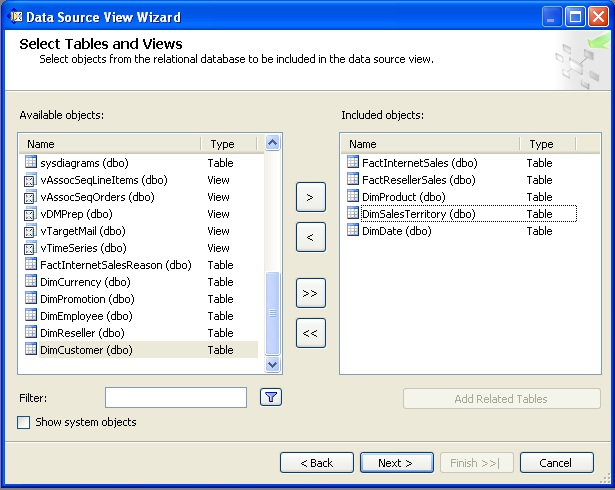 Data Source View Wizard
Select Tables and Views
Select objects from the relational database to be included in the data source view.
Available objects:
Name Type
sysdiagrams (dbo) Table
vAssocSeqLineItems (dbo) View
vAssocSeqOrders (dbo) View
vDMPrep (dbo) View
vTargetMail (dbo) View
vTimeSeries (dbo) View
FactInternetSalesReason (dbo) Table
DimCurrency (dbo) Table
DimPromotion (dbo) Table
DimEmployee (dbo) Table
DimReseller (dbo) Table
DimCustomer (dbo) Table
>
<
>>
<<
Included objects:
Name Type
FactInternetSales (dbo) Table
FactResellerSales (dbo) Table
DimProduct (dbo) Table
DimSalesTerritory (dbo) Table
DimDate (dbo) Table
Filter:
Add Related Tables
Show system objects
< Back Next > Finish >>| Cancel